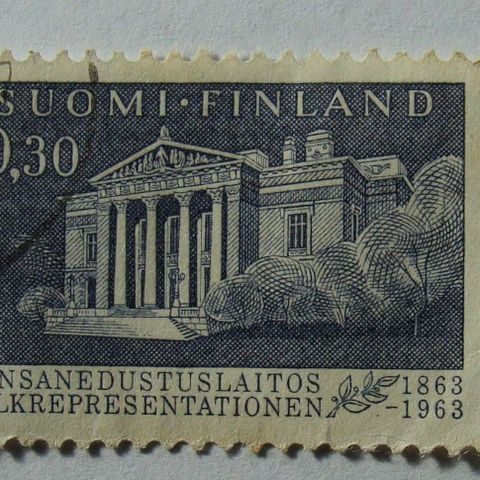 SUOMI·FINLAND
0,30
NSANEDUSTUSLAITOS 1863
LKREPRESENTATIONEN -1963